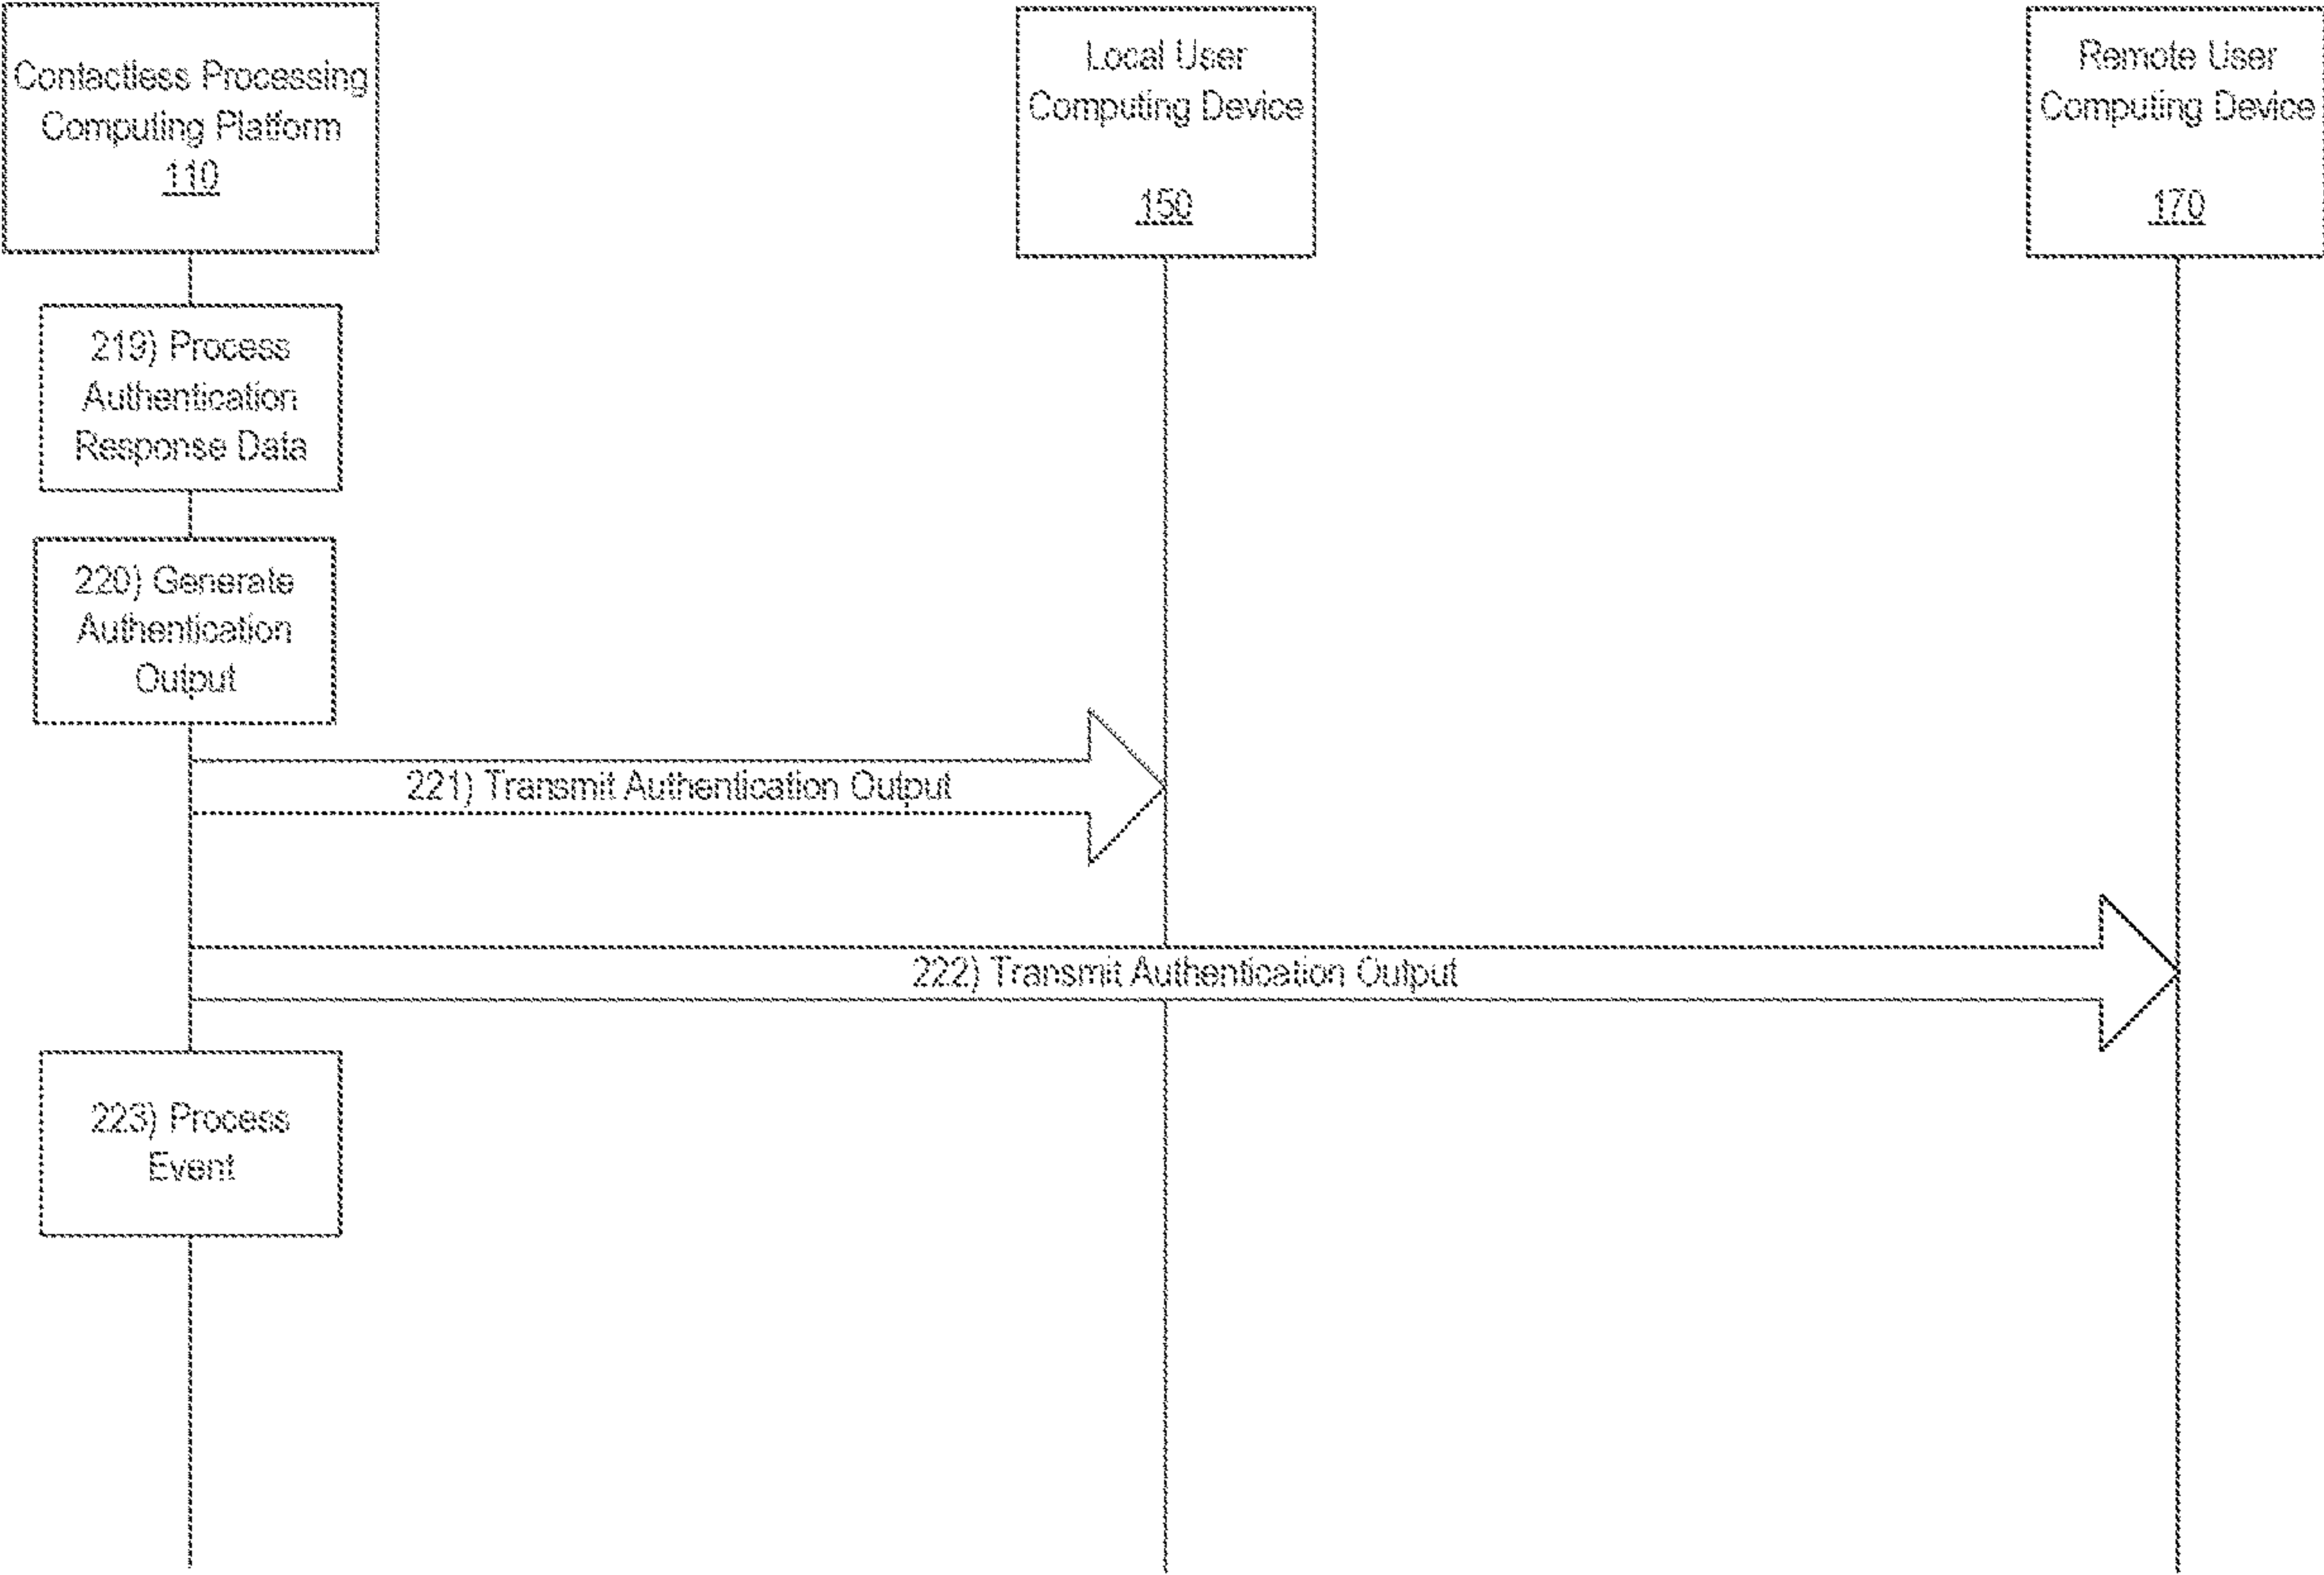 Contactless Processing
Computing Platform
110
Local User
Computing Device
150
Remote User
Computing Device
170
219) Process
Authentication
Response Data
220) Generate
Authentication
Output
221) Transmit Authentication Output
222) Transmit Authentication Output
223) Process
Event